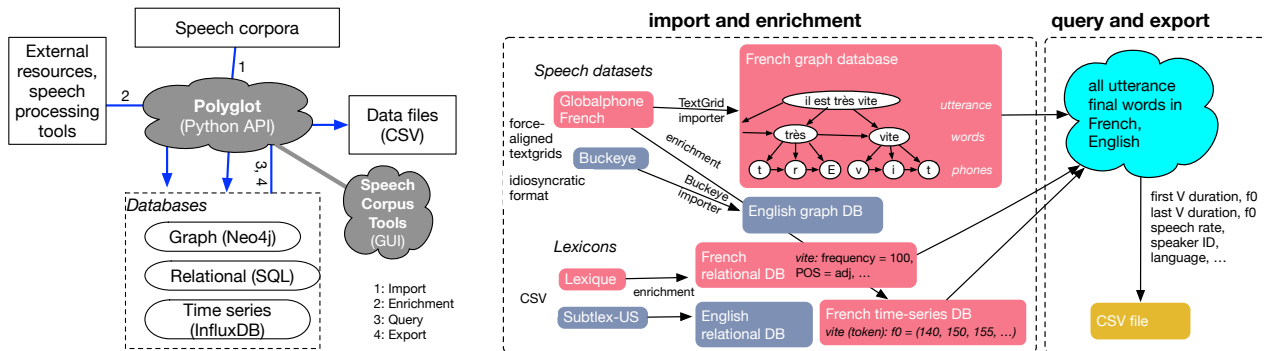 Speech corpora
External
resources,
speech
processing
tools
1
2
Polyglot
(Python API)
Data files
(CSV)
3,
4
Speech
Corpus
Tools
(GUI)
Databases
Graph (Neo4j)
Relational (SQL)
Time series
(InfluxDB)
1: Import
2: Enrichment
3: Query
4: Export
import and enrichment
Speech datasets
Globalphone
French
TextGrid
importer
force-
aligned
textgrids
Buckeye
idiosyncratic
format
enrichment
Buckeye
importer
French graph database
il est très vite
utterance
très
vite
words
t
r
E
v
i
t
phones
English graph DB
Lexicons
CSV
Lexique
enrichment
French
relational DB
vite: frequency = 100,
POS = adj, …
Subtlex-US
English
relational DB
French time-series DB
vite (token): f0 = (140, 150, 155, …)
query and export
all utterance
final words in
French,
English
first V duration, f0
last V duration, f0
speech rate,
speaker ID,
language, …
CSV file